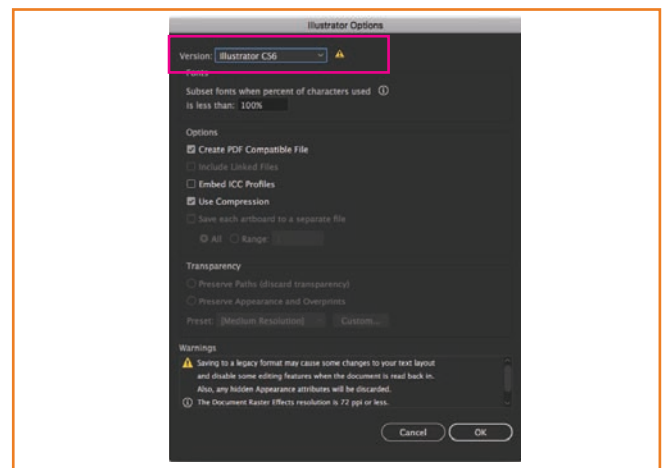 Illustrator Options
Version: Illustrator CS6
Fonts
Subset fonts when percent of characters used
is less than: 100%
Options
Create PDF Compatible File
Include Linked Files
Embed ICC Profiles
Use Compression
Save each artboard to a separate file
All Range:
Transparency
Preserve Paths (discard transparency)
Preserve Appearance and Overprints
Preset: [Medium Resolution] Custom...
Warnings
Saving to a legacy format may cause some changes to your text layout
and disable some editing features when the document is read back in.
Also, any hidden Appearance attributes will be discarded.
The Document Raster Effects resolution is 72 ppi or less.
Cancel OK